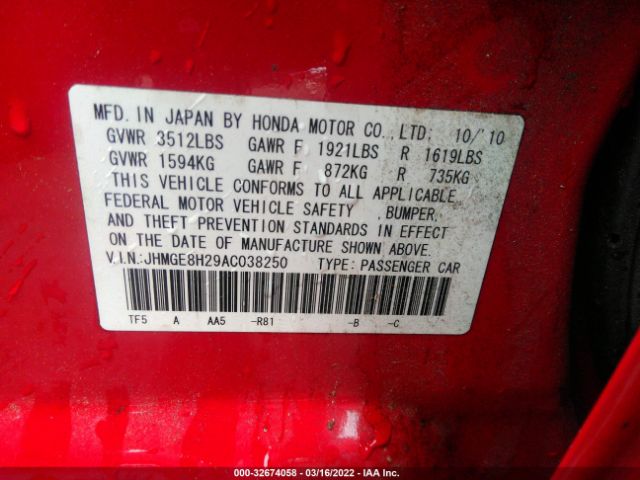 MFD. IN JAPAN BY HONDA MOTOR CO.,LTD. 10/'10
GVWR 3512LBS GAWR F 1921LBS R 1619LBS
GVWR 1594KG GAWR F 872KG R 735KG
THIS VEHICLE CONFORMS TO ALL APPLICABLE
FEDERAL MOTOR VEHICLE SAFETY ,BUMPER,
AND THEFT PREVENTION STANDARDS IN EFFECT
ON THE DATE OF MANUFACTURE SHOWN ABOVE.
V.I.N.:JHMGE8H29AC038250 TYPE:PASSENGER CAR
TF5 A AA5 -R81 -B -C
000-32674058 - 03/16/2022 - IAA Inc.